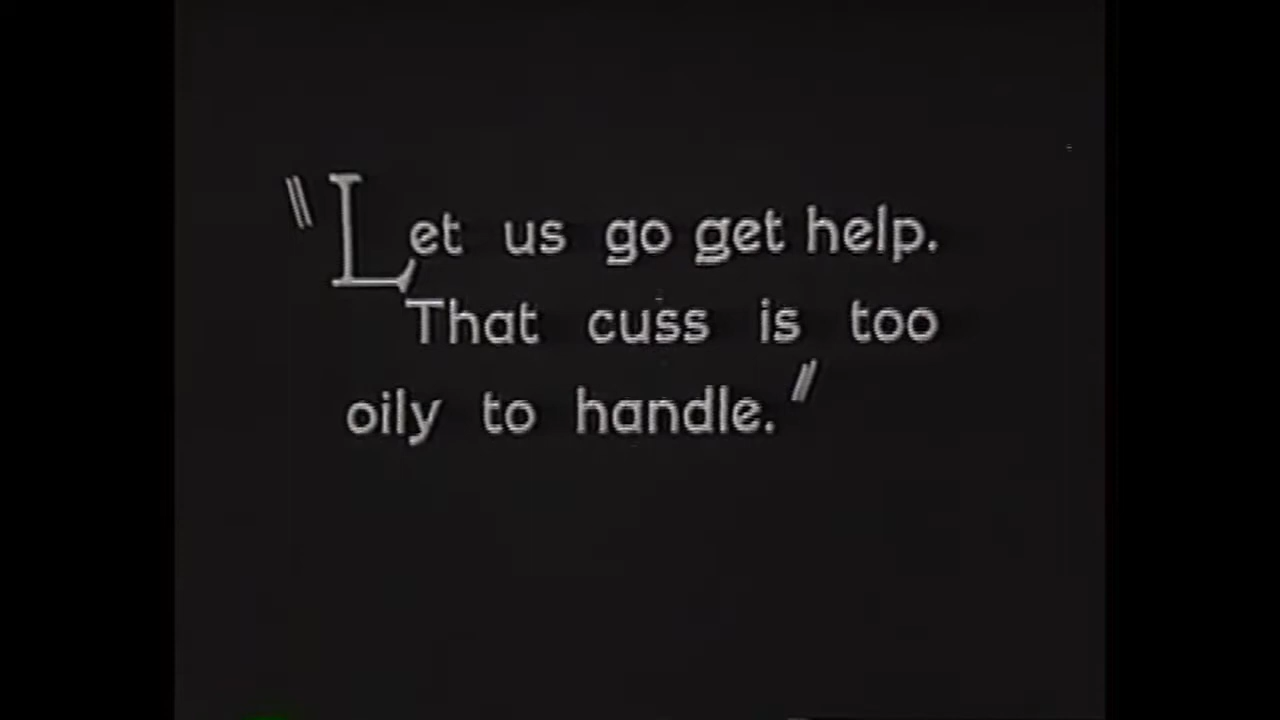 "Let us go get help.
That cuss is too
oily to handle."